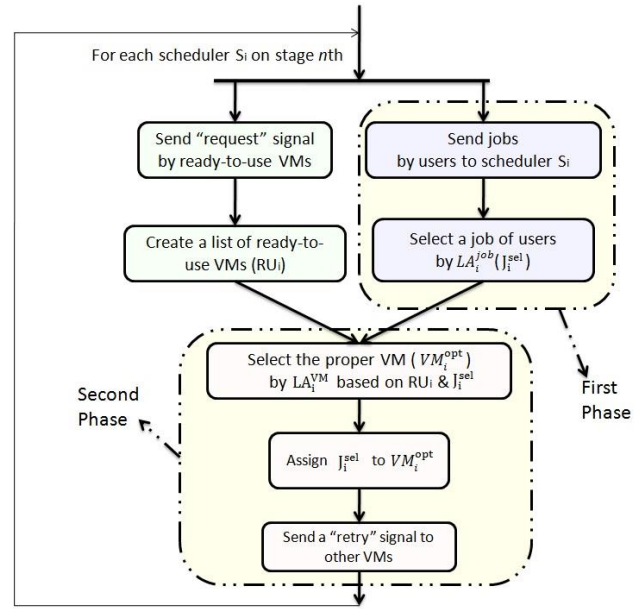 For each scheduler Si on stage nth
Send “request” signal
by ready-to-use VMs
Send jobs
by users to scheduler Si
Create a list of ready-to-
use VMs (RUi)
Select a job of users
by LA_i^job(J_i^sel)
Select the proper VM ( VM_i^opt )
by LA_i^VM based on RUi & J_i^sel
Second
Phase
First
Phase
Assign J_i^sel to VM_i^opt
Send a “retry” signal to
other VMs